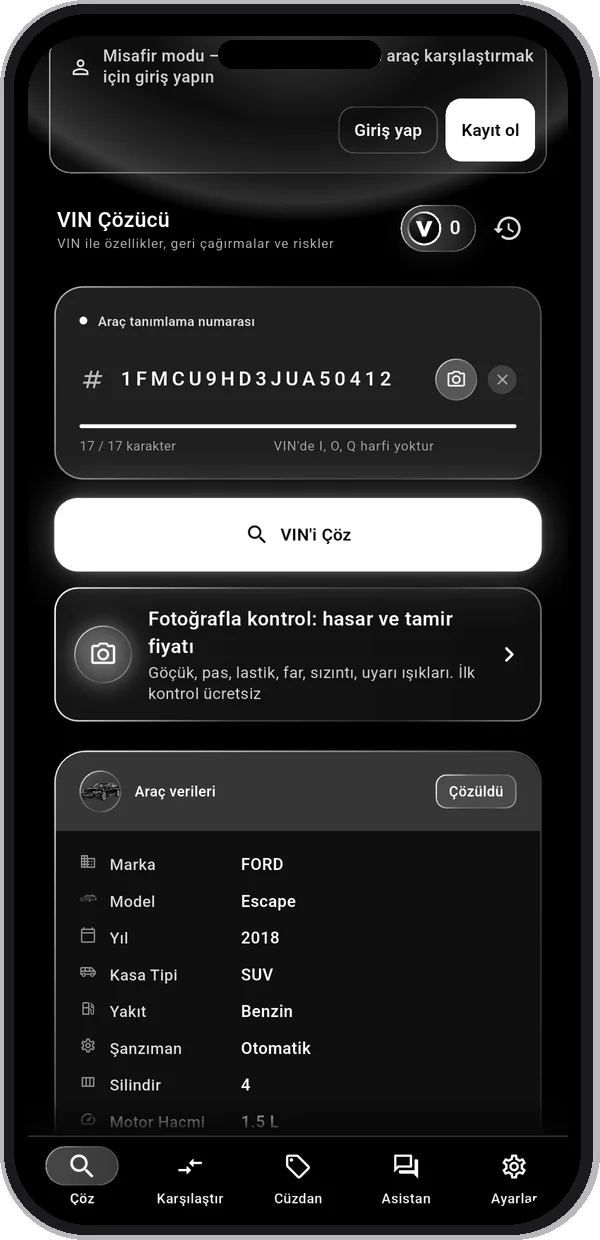 Misafir modu – araç karşılaştırmak
için giriş yapın
Giriş yap
Kayıt ol
VIN Çözücü
V 0
VIN ile özellikler, geri çağırmalar ve riskler
Araç tanımlama numarası
# 1FMCU9HD3JUA50412
17 / 17 karakter
VIN'de I, O, Q harfi yoktur
VIN'i Çöz
Fotoğrafla kontrol: hasar ve tamir
fiyatı
Göçük, pas, lastik, far, sızıntı, uyarı ışıkları. İlk
kontrol ücretsiz
Araç verileri
Çözüldü
Marka FORD
Model Escape
Yıl 2018
Kasa Tipi SUV
Yakıt Benzin
Şanzıman Otomatik
Silindir 4
Motor Hacmi 1.5 L
Çöz
Karşılaştır
Cüzdan
Asistan
Ayarlar